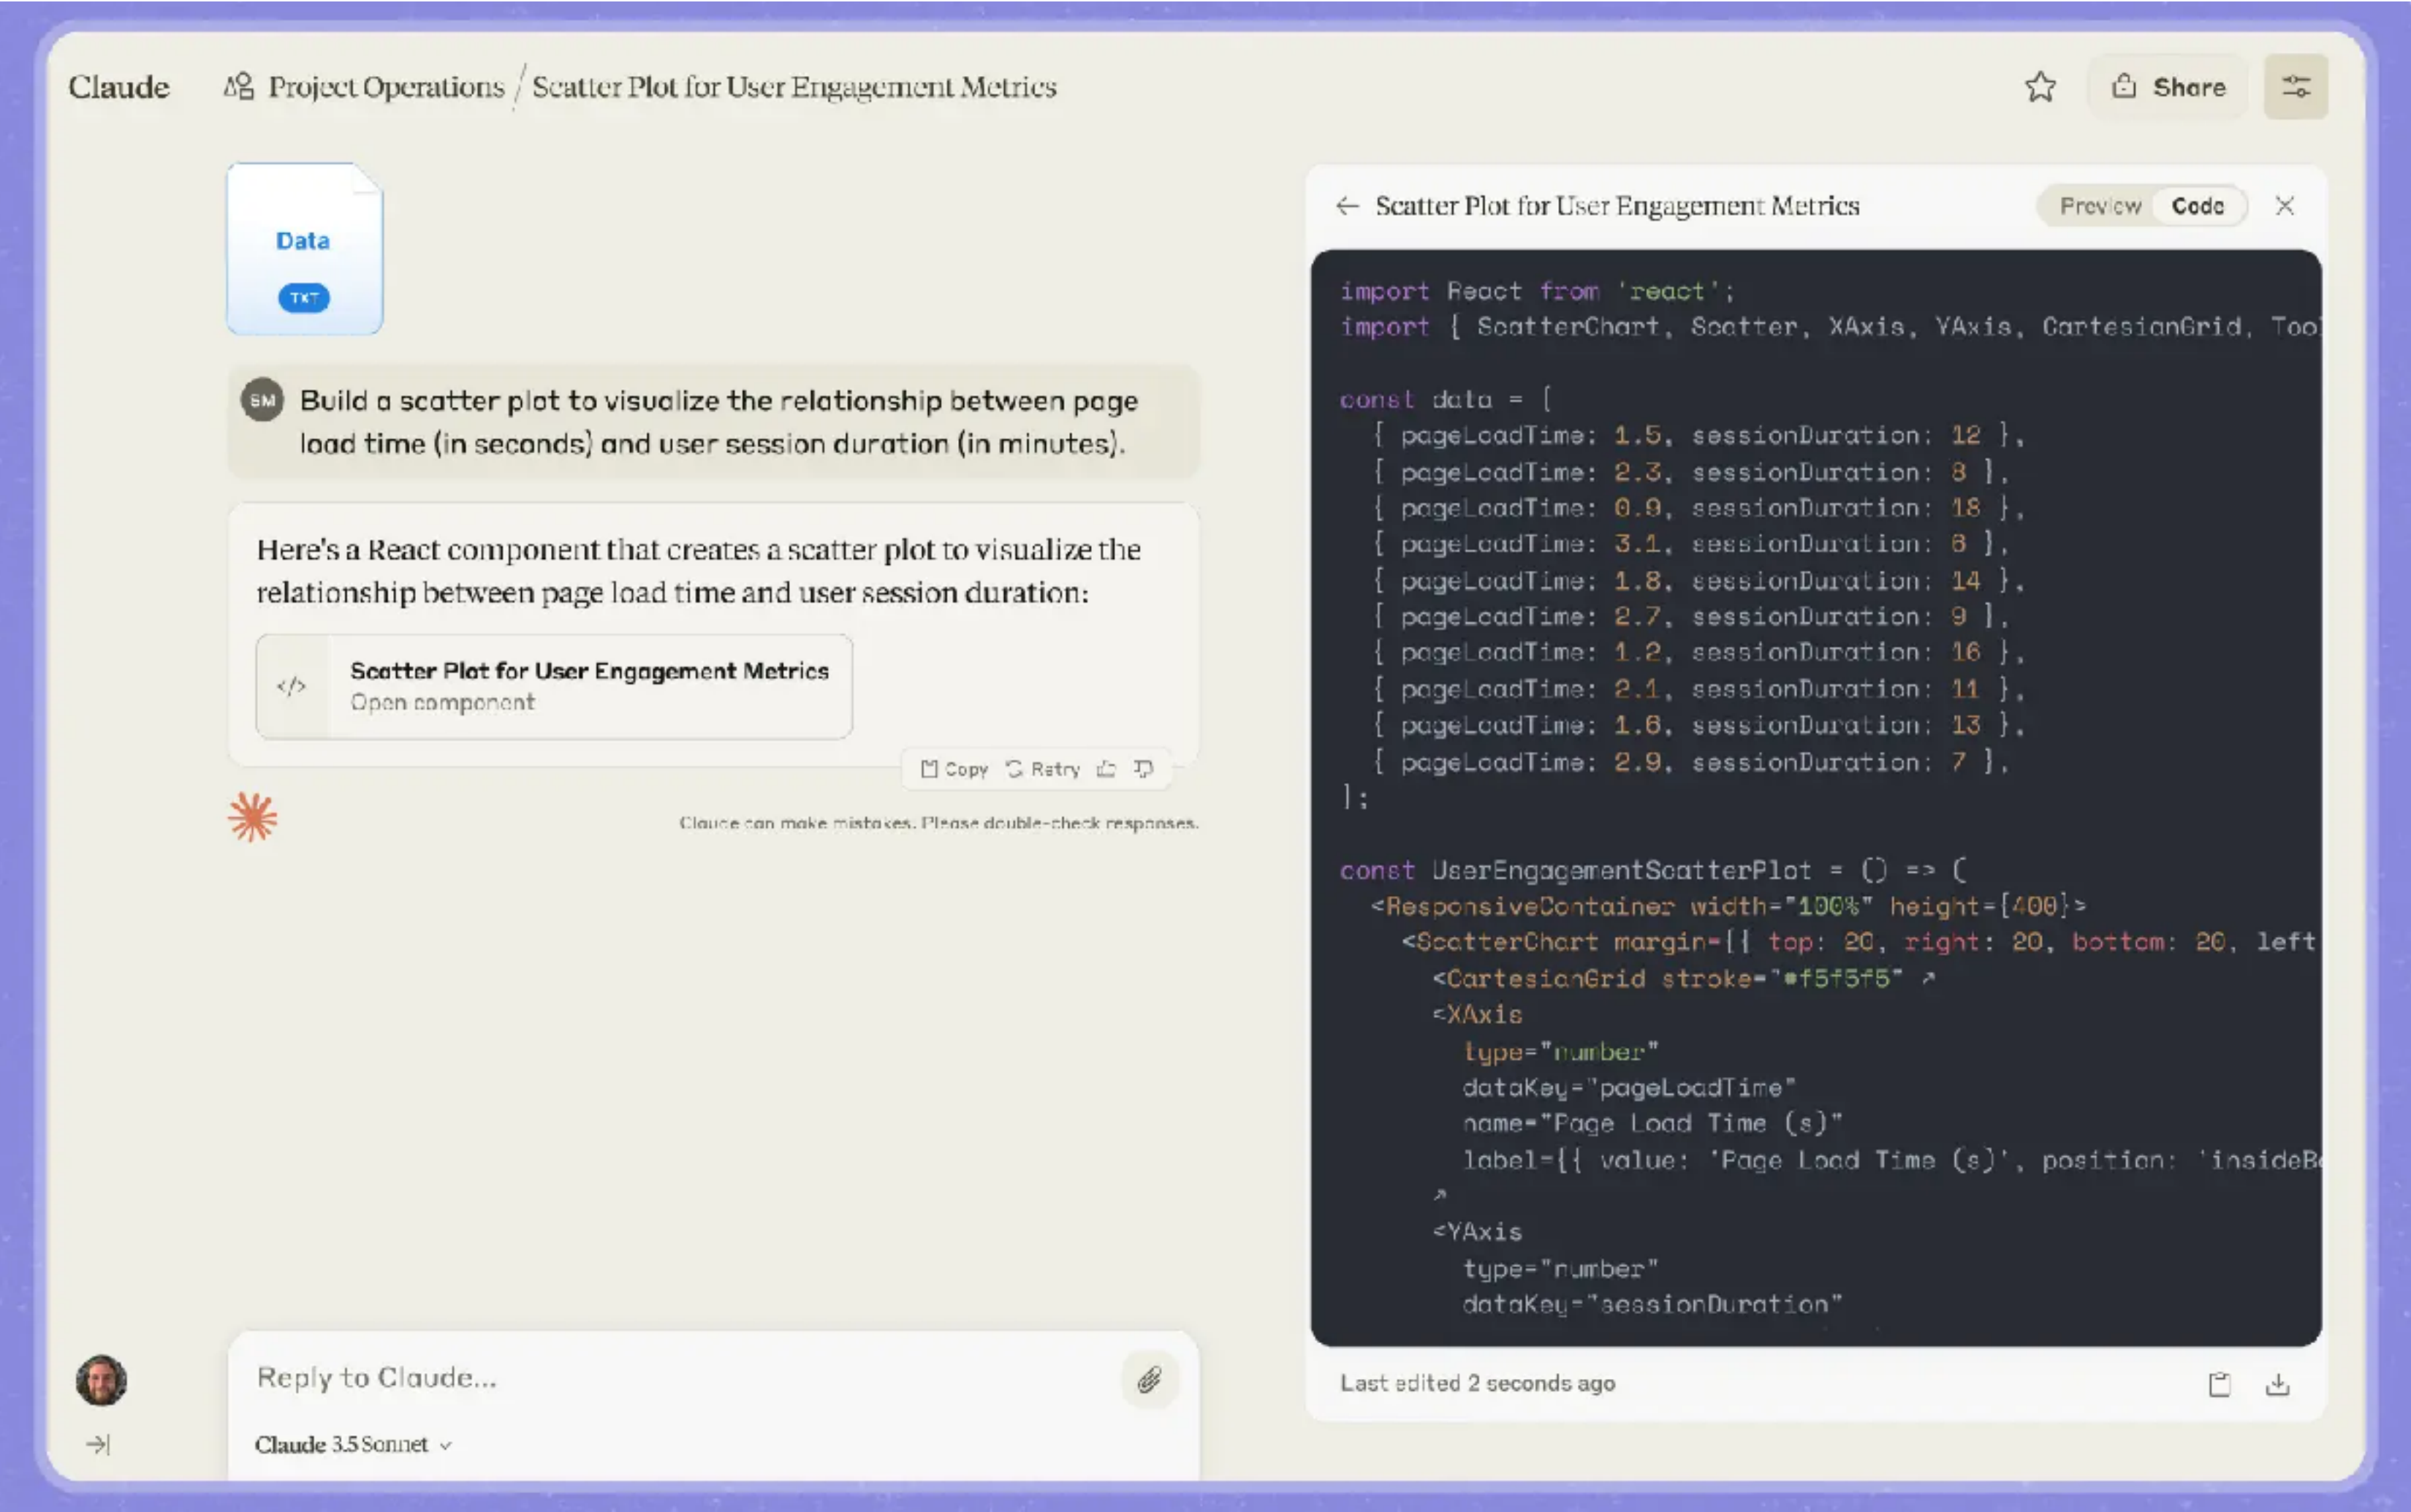 Claude
Project Operations / Scatter Plot for User Engagement Metrics
Share
Data
TXT
SM
Build a scatter plot to visualize the relationship between page
load time (in seconds) and user session duration (in minutes).
Here's a React component that creates a scatter plot to visualize the
relationship between page load time and user session duration:
</>
Scatter Plot for User Engagement Metrics
Open component
Copy Retry
Claude can make mistakes. Please double-check responses.
Reply to Claude...
Claude 3.5 Sonnet
← Scatter Plot for User Engagement Metrics
Preview Code
import React from 'react';
import { ScatterChart, Scatter, XAxis, YAxis, CartesianGrid, Too
const data = [
{ pageLoadTime: 1.5, sessionDuration: 12 },
{ pageLoadTime: 2.3, sessionDuration: 8 },
{ pageLoadTime: 0.9, sessionDuration: 18 },
{ pageLoadTime: 3.1, sessionDuration: 6 },
{ pageLoadTime: 1.8, sessionDuration: 14 },
{ pageLoadTime: 2.7, sessionDuration: 9 },
{ pageLoadTime: 1.2, sessionDuration: 16 },
{ pageLoadTime: 2.1, sessionDuration: 11 },
{ pageLoadTime: 1.6, sessionDuration: 13 },
{ pageLoadTime: 2.9, sessionDuration: 7 },
];
const UserEngagementScatterPlot = () => (
<ResponsiveContainer width="100%" height={400}>
<ScatterChart margin={{ top: 20, right: 20, bottom: 20, left
<CartesianGrid stroke="#f5f5f5" />
<XAxis
type="number"
dataKey="pageLoadTime"
name="Page Load Time (s)"
label={{ value: 'Page Load Time (s)', position: 'insideB
/>
<YAxis
type="number"
dataKey="sessionDuration"
Last edited 2 seconds ago